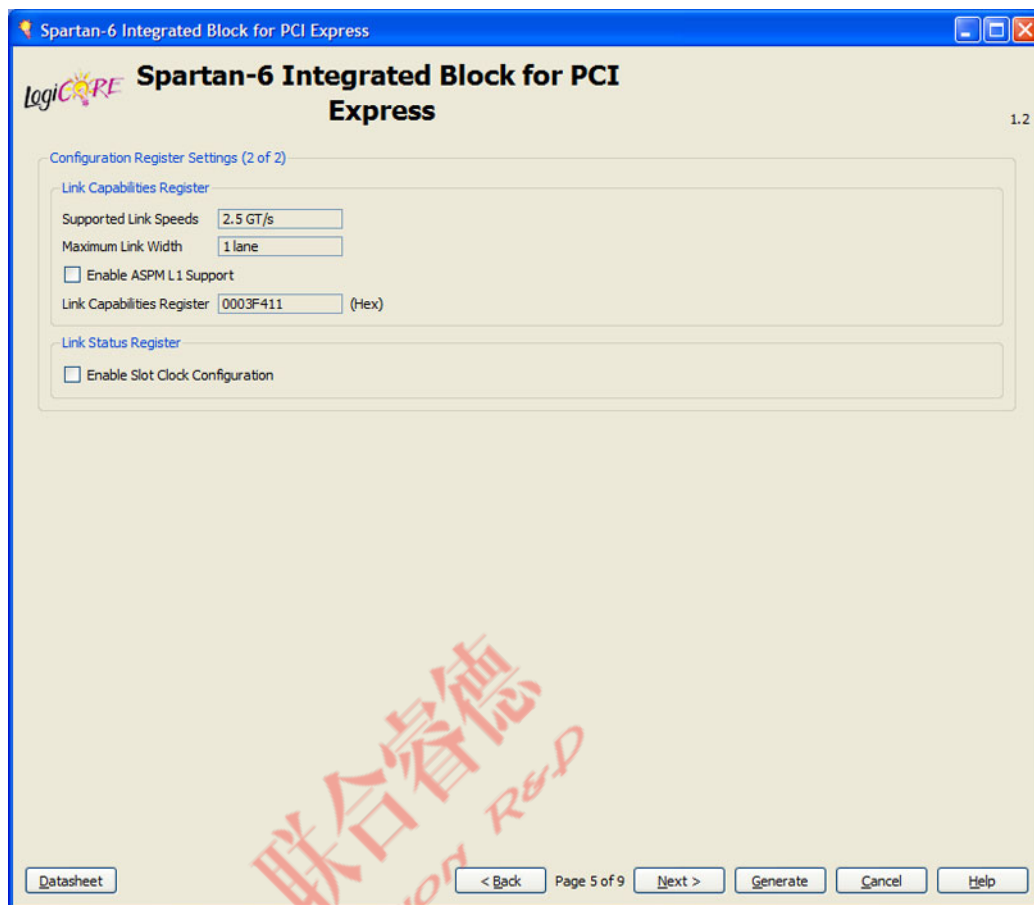 Spartan-6 Integrated Block for PCI Express
LogiCORE
Spartan-6 Integrated Block for PCI
Express
1.2
Configuration Register Settings (2 of 2)
Link Capabilities Register
Supported Link Speeds 2.5 GT/s
Maximum Link Width 1 lane
Enable ASPM L1 Support
Link Capabilities Register 0003F411 (Hex)
Link Status Register
Enable Slot Clock Configuration
联合睿德
R&D
Datasheet < Back Page 5 of 9 Next > Generate Cancel Help